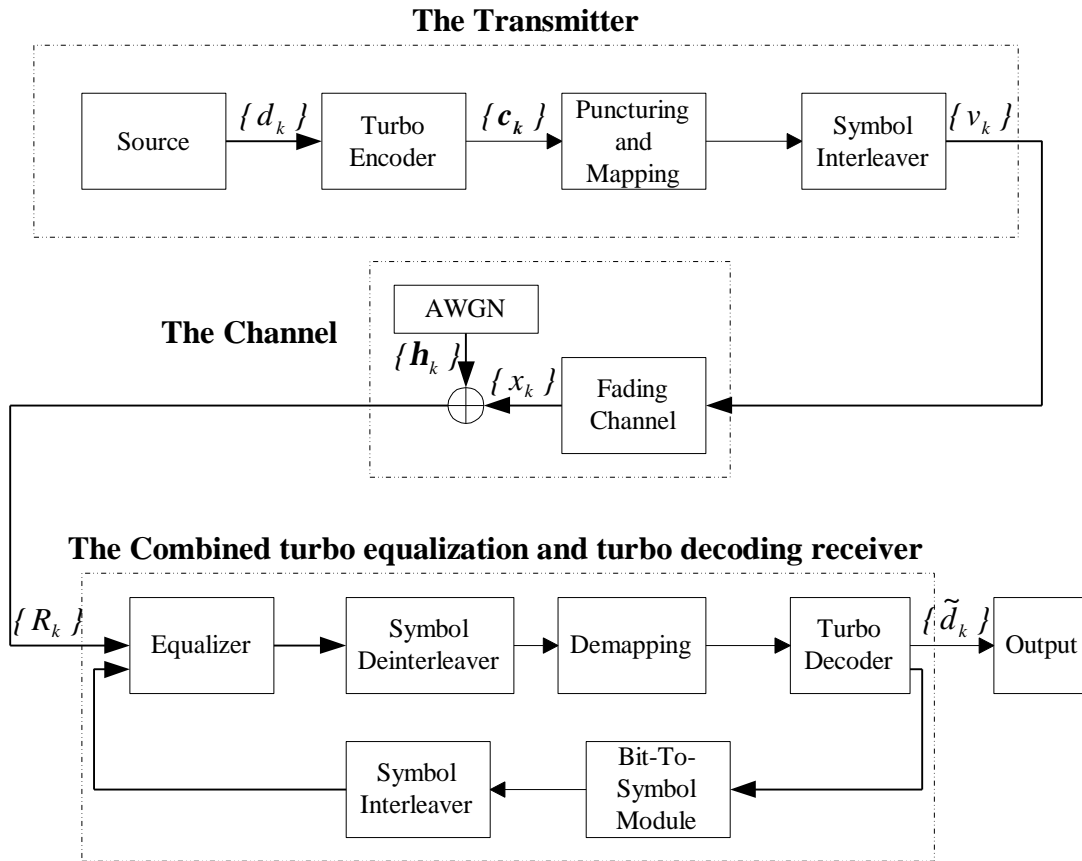 The Transmitter
Source
{ d_k }
Turbo
Encoder
{ c_k }
Puncturing
and
Mapping
Symbol
Interleaver
{ v_k }
The Channel
AWGN
{ h_k }
{ x_k }
Fading
Channel
The Combined turbo equalization and turbo decoding receiver
{ R_k }
Equalizer
Symbol
Deinterleaver
Demapping
Turbo
Decoder
{ d̃_k }
Output
Symbol
Interleaver
Bit-To-
Symbol
Module